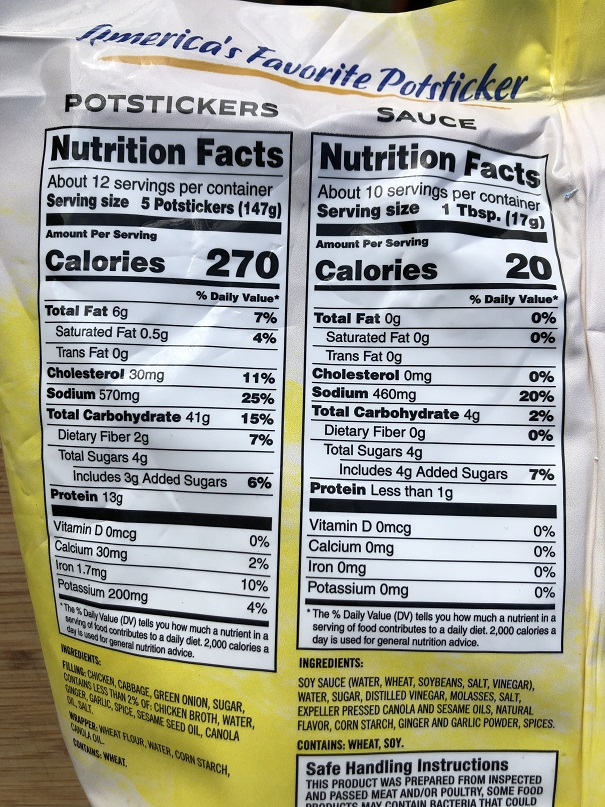 America's Favorite Potsticker
POTSTICKERS
Nutrition Facts
About 12 servings per container
Serving size 5 Potstickers (147g)
Amount Per Serving
Calories 270
% Daily Value*
Total Fat 6g 7%
Saturated Fat 0.5g 4%
Trans Fat 0g
Cholesterol 30mg 11%
Sodium 570mg 25%
Total Carbohydrate 41g 15%
Dietary Fiber 2g 7%
Total Sugars 4g
Includes 3g Added Sugars 6%
Protein 13g
Vitamin D 0mcg 0%
Calcium 30mg 2%
Iron 1.7mg 10%
Potassium 200mg 4%
*The % Daily Value (DV) tells you how much a nutrient in a
serving of food contributes to a daily diet. 2,000 calories a
day is used for general nutrition advice.
INGREDIENTS:
FILLING: CHICKEN, CABBAGE, GREEN ONION, SUGAR,
CONTAINS LESS THAN 2% OF: CHICKEN BROTH, WATER,
GINGER, GARLIC, SPICE, SESAME SEED OIL, CANOLA
OIL, SALT.
WRAPPER: WHEAT FLOUR, WATER, CORN STARCH,
CANOLA OIL.
CONTAINS: WHEAT.
SAUCE
Nutrition Facts
About 10 servings per container
Serving size 1 Tbsp. (17g)
Amount Per Serving
Calories 20
% Daily Value*
Total Fat 0g 0%
Saturated Fat 0g 0%
Trans Fat 0g
Cholesterol 0mg 0%
Sodium 460mg 20%
Total Carbohydrate 4g 2%
Dietary Fiber 0g 0%
Total Sugars 4g
Includes 4g Added Sugars 7%
Protein Less than 1g
Vitamin D 0mcg 0%
Calcium 0mg 0%
Iron 0mg 0%
Potassium 0mg 0%
*The % Daily Value (DV) tells you how much a nutrient in a
serving of food contributes to a daily diet. 2,000 calories a
day is used for general nutrition advice.
INGREDIENTS:
SOY SAUCE (WATER, WHEAT, SOYBEANS, SALT, VINEGAR),
WATER, SUGAR, DISTILLED VINEGAR, MOLASSES, SALT,
EXPELLER PRESSED CANOLA AND SESAME OILS, NATURAL
FLAVOR, CORN STARCH, GINGER AND GARLIC POWDER, SPICES.
CONTAINS: WHEAT, SOY.
Safe Handling Instructions
THIS PRODUCT WAS PREPARED FROM INSPECTED
AND PASSED MEAT AND/OR POULTRY, SOME FOOD
PRODUCTS MAY CONTAIN BACTERIA THAT COULD